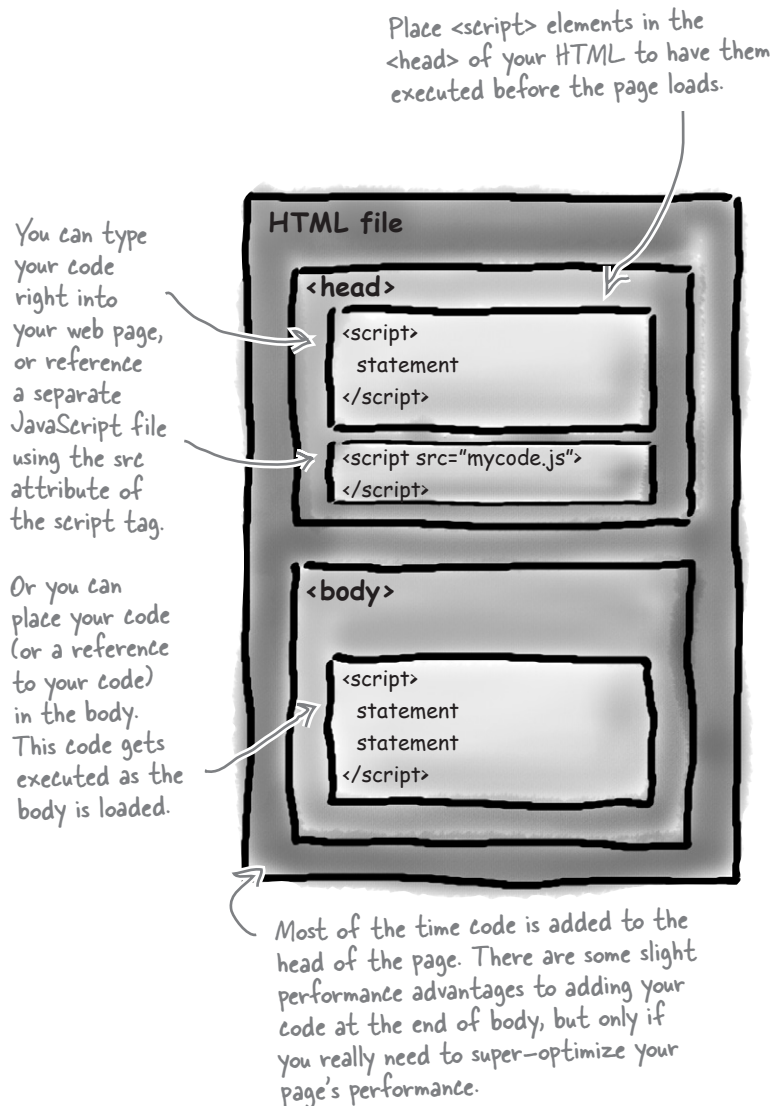 Place <script> elements in the
<head> of your HTML to have them
executed before the page loads.
You can type
your code
right into
your web page,
or reference
a separate
JavaScript file
using the src
attribute of
the script tag.
Or you can
place your code
(or a reference
to your code)
in the body.
This code gets
executed as the
body is loaded.
HTML file
<head>
<script>
statement
</script>
<script src="mycode.js">
</script>
<body>
<script>
statement
statement
</script>
Most of the time code is added to the
head of the page. There are some slight
performance advantages to adding your
code at the end of body, but only if
you really need to super-optimize your
page's performance.